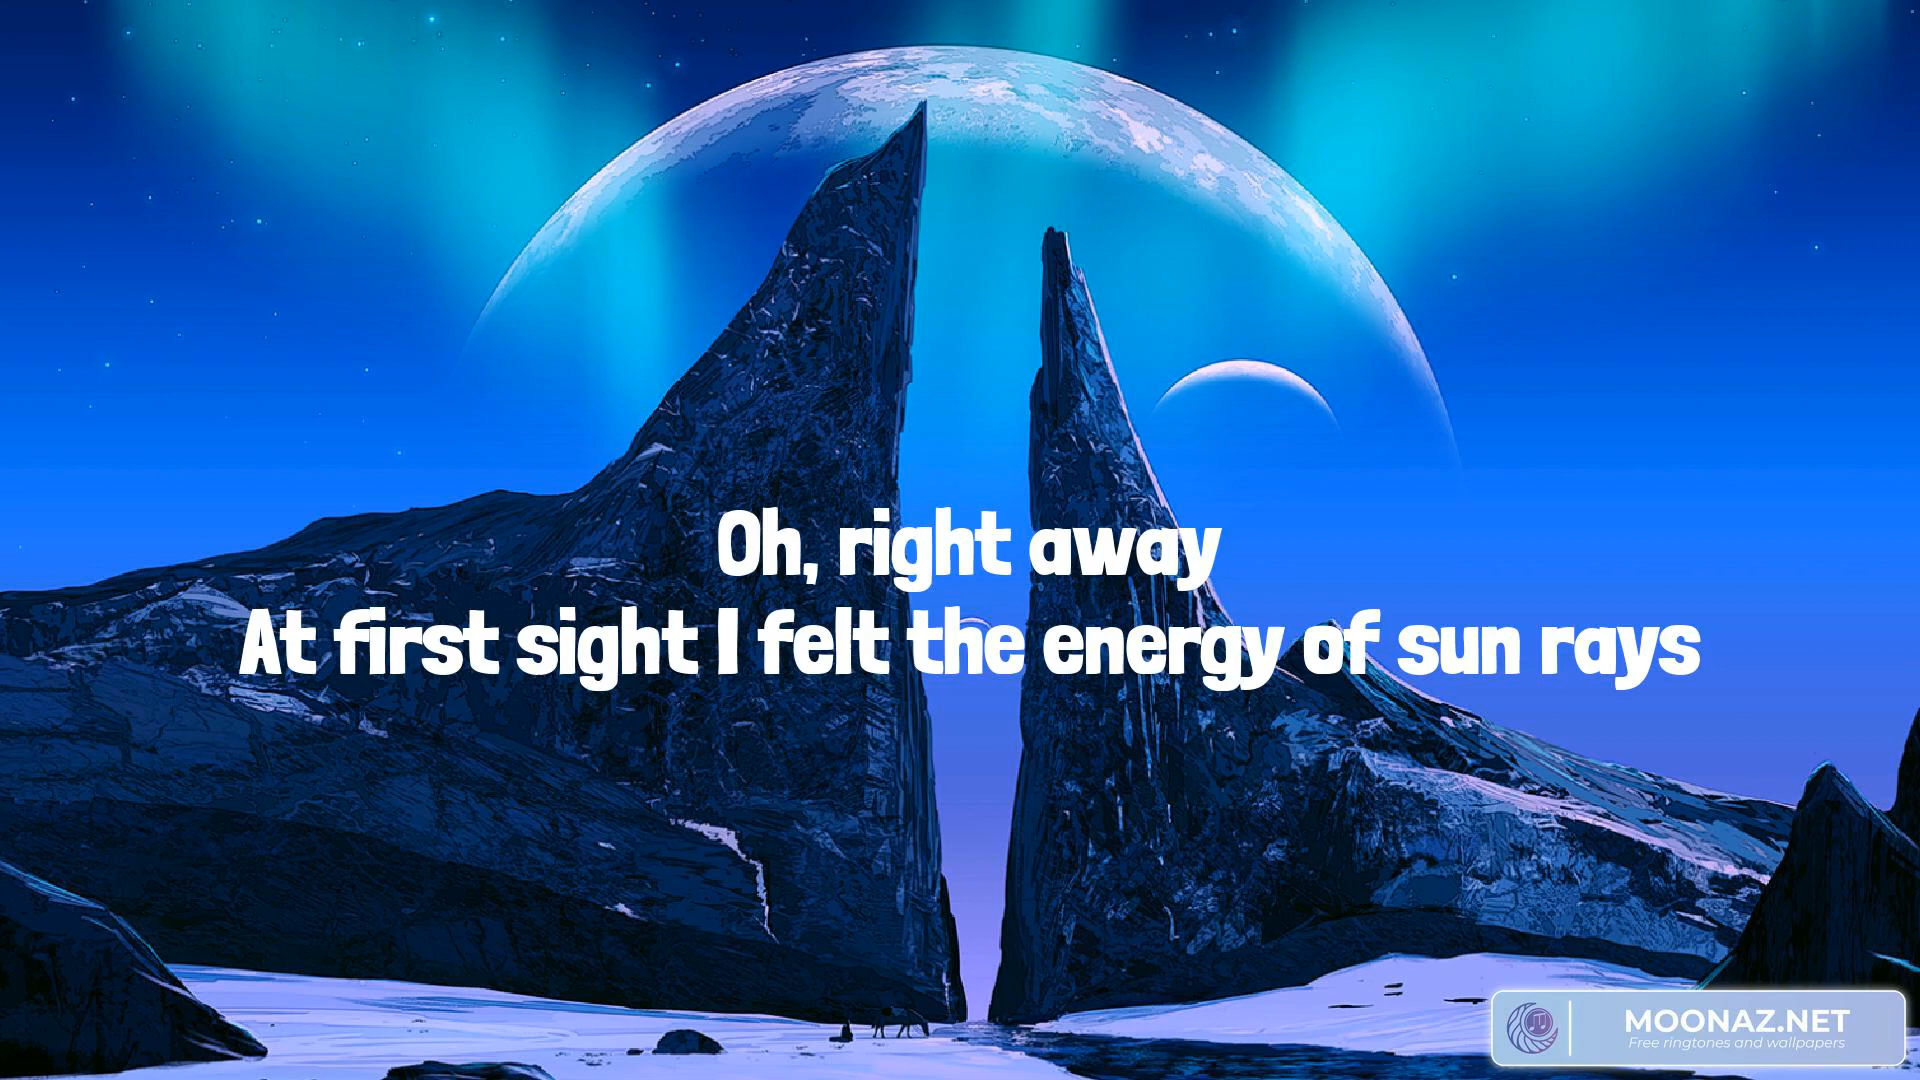 Oh, right away
At first sight I felt the energy of sun rays
MOONAZ.NET
Free ringtones and wallpapers